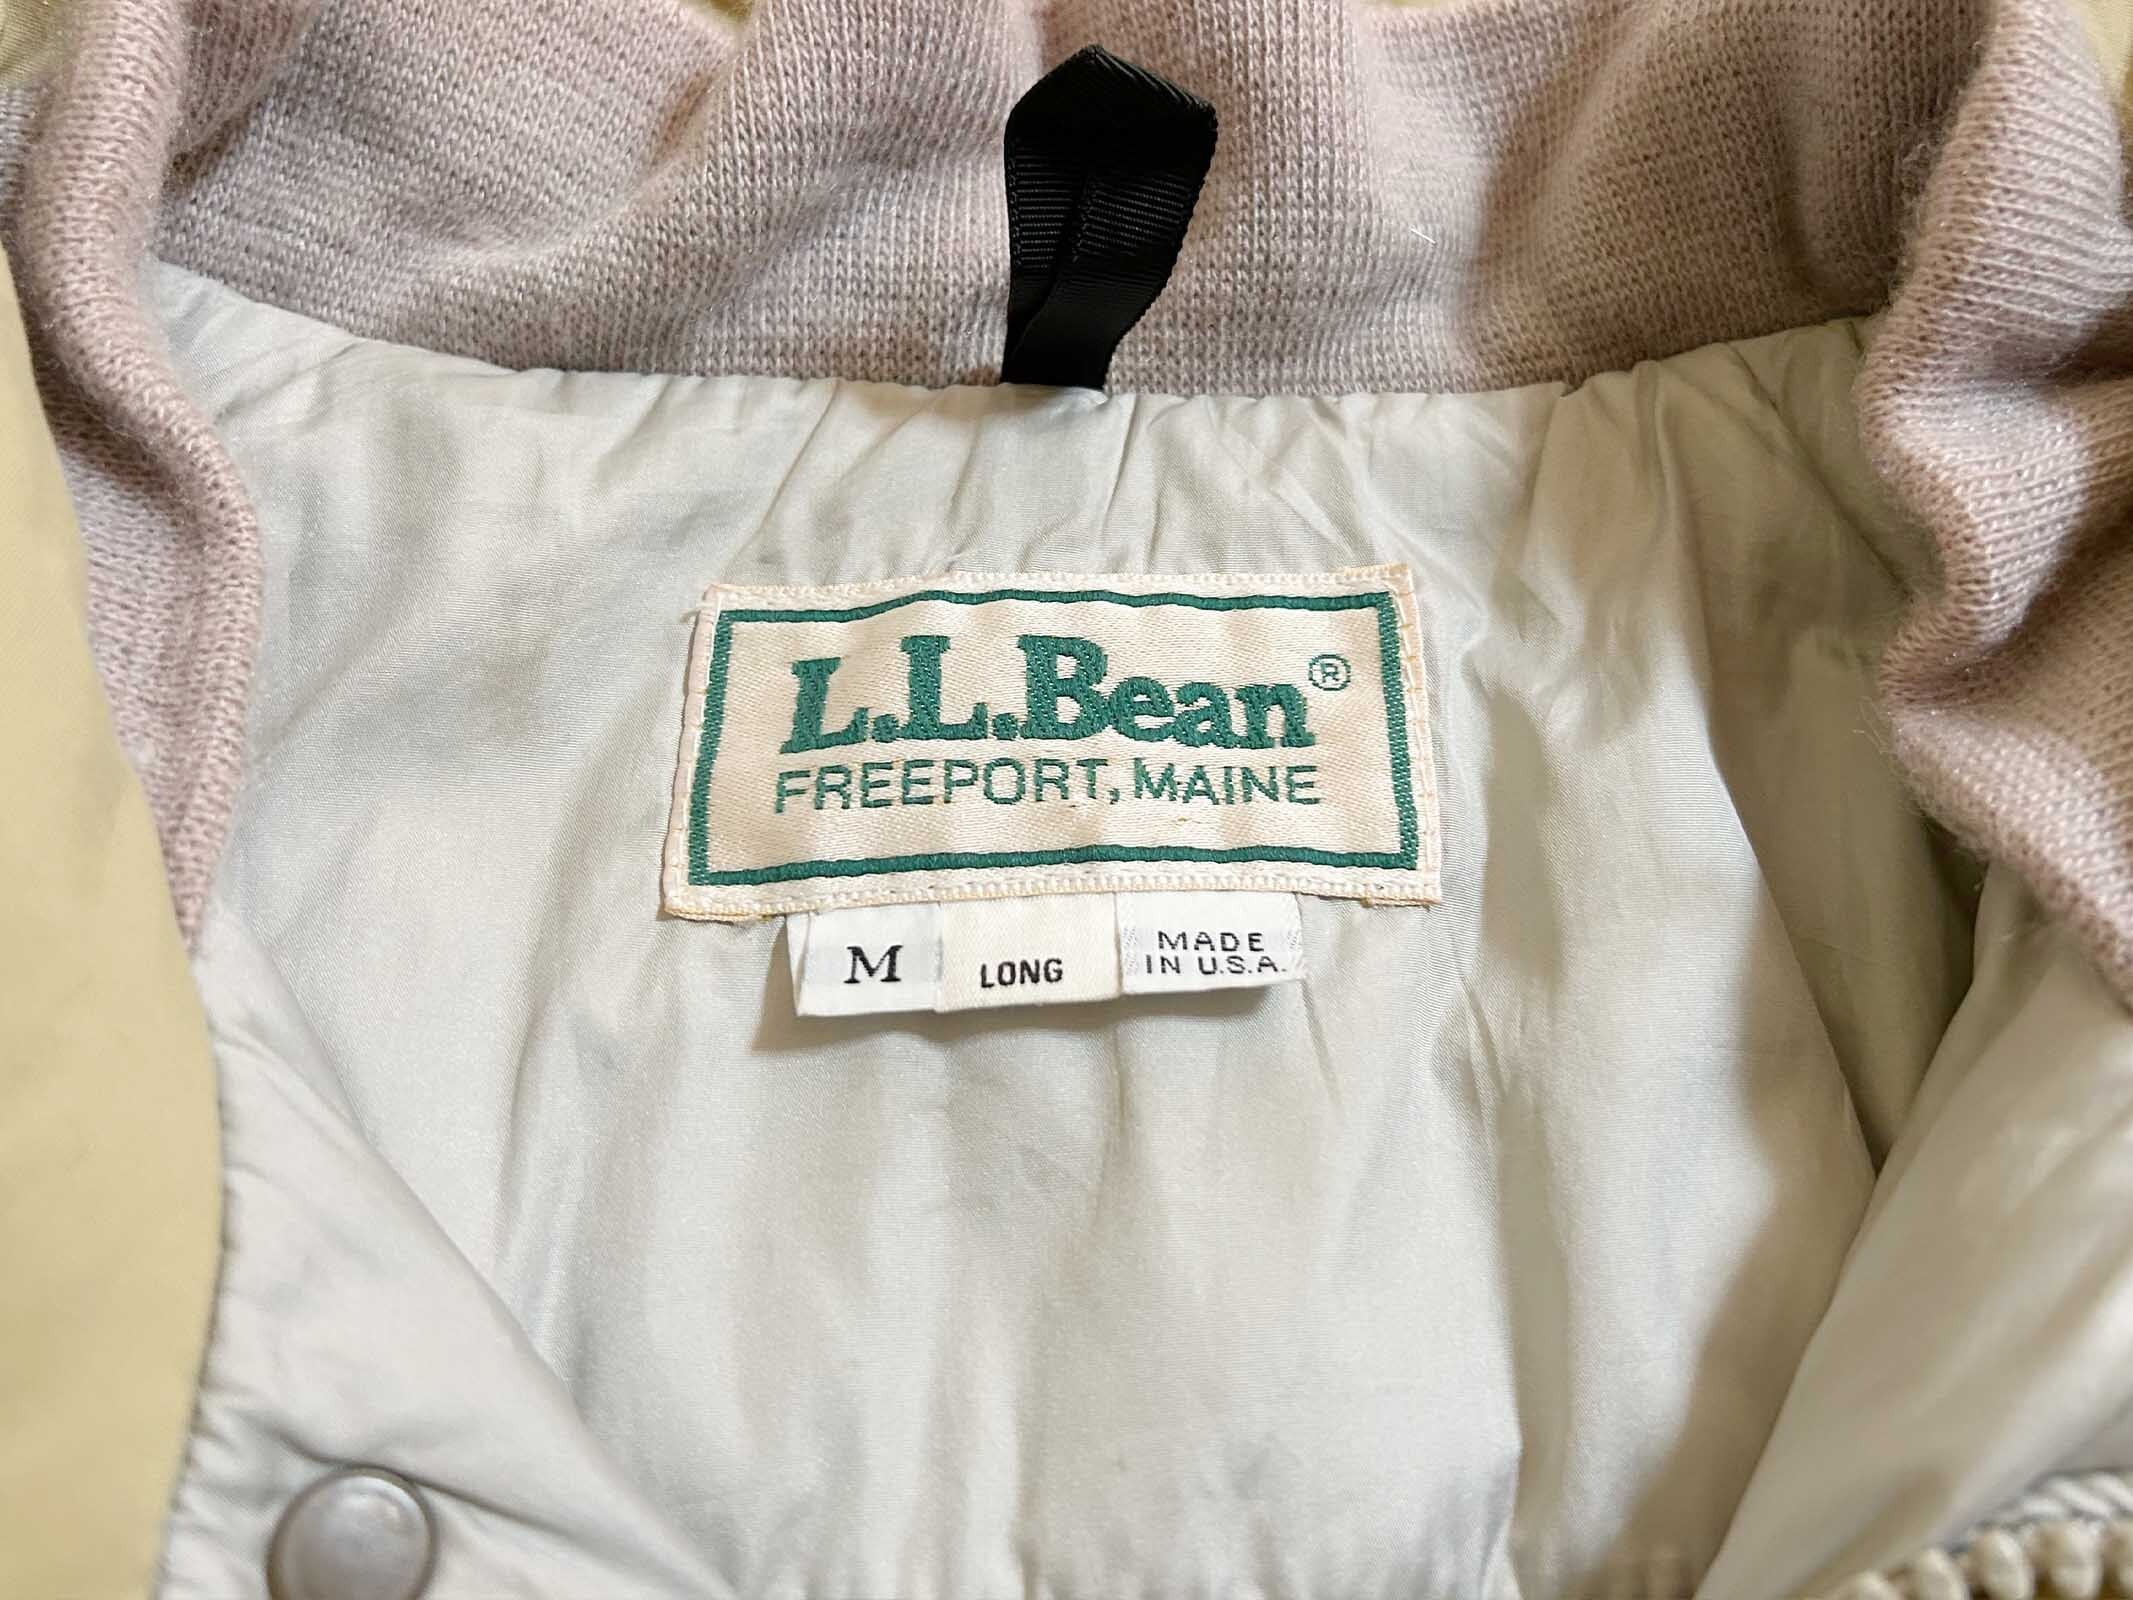 L.L.Bean®
FREEPORT, MAINE
M
LONG
MADE
IN U.S.A.